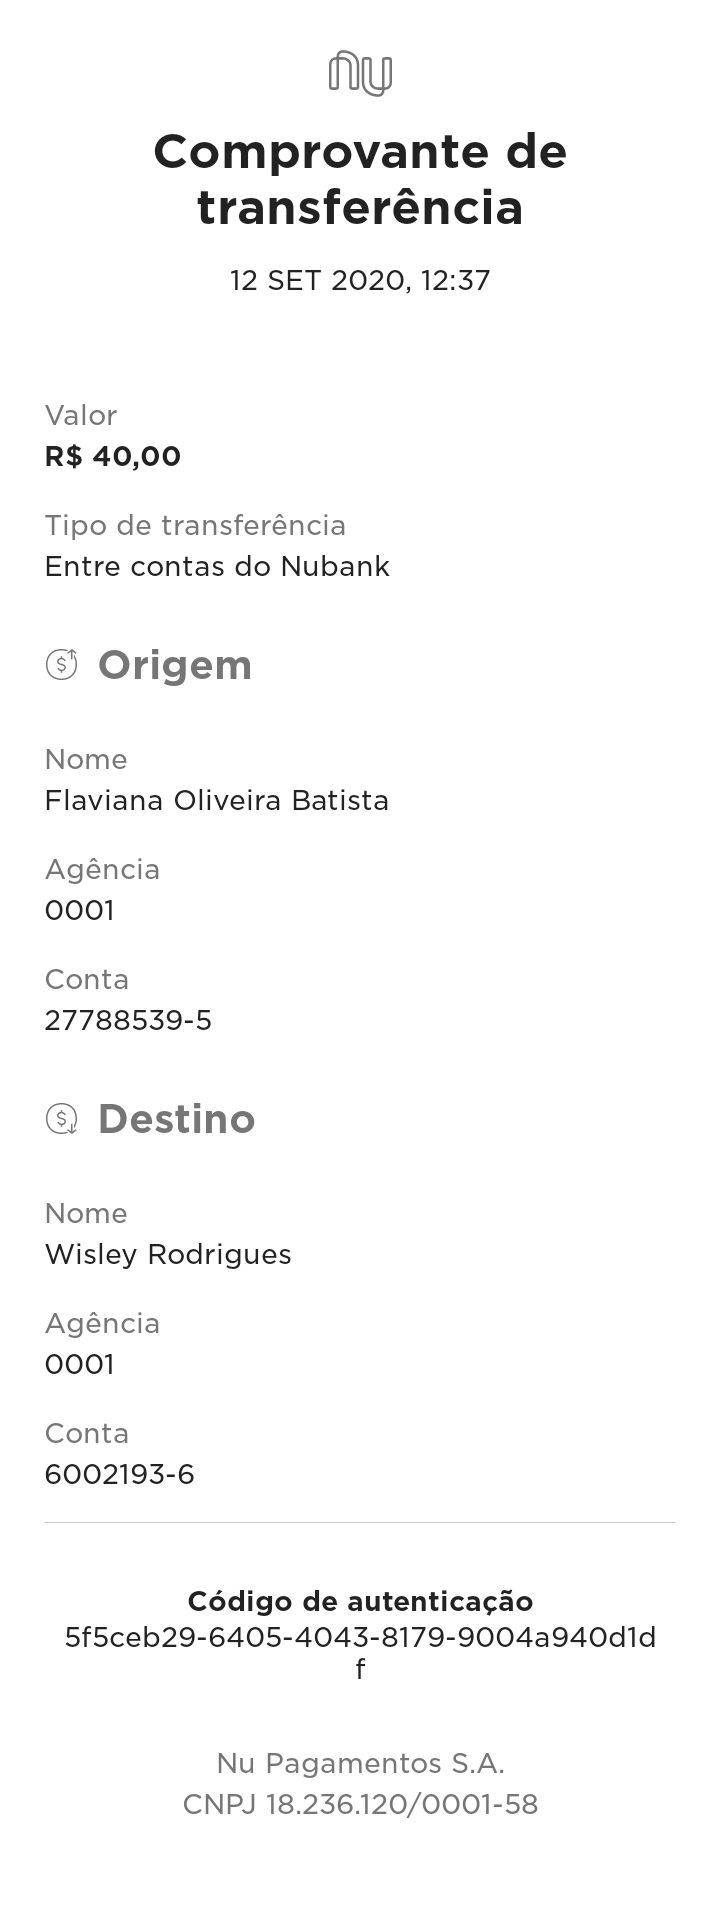 nu
Comprovante de
transferência
12 SET 2020, 12:37
Valor
R$ 40,00
Tipo de transferência
Entre contas do Nubank
Origem
Nome
Flaviana Oliveira Batista
Agência
0001
Conta
27788539-5
Destino
Nome
Wisley Rodrigues
Agência
0001
Conta
6002193-6
Código de autenticação
5f5ceb29-6405-4043-8179-9004a940d1d
f
Nu Pagamentos S.A.
CNPJ 18.236.120/0001-58